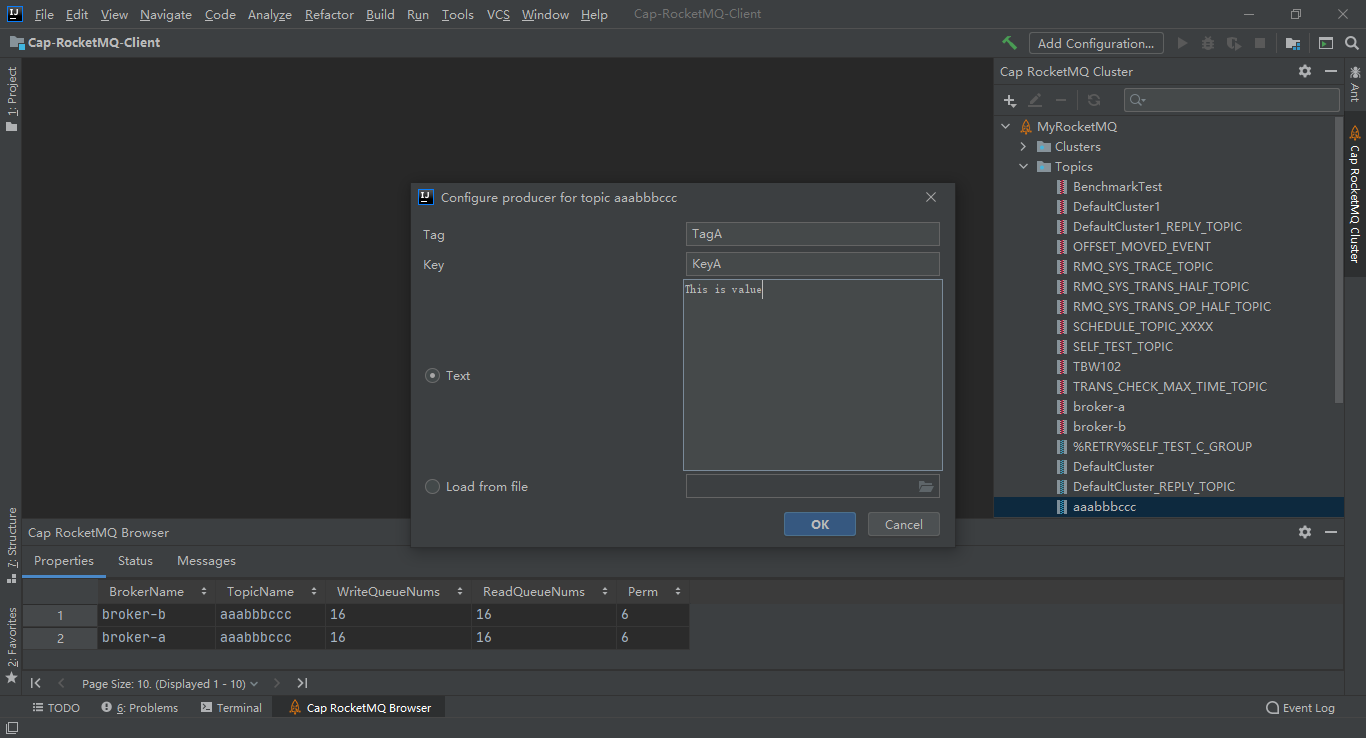 File Edit View Navigate Code Analyze Refactor Build Run Tools VCS Window Help Cap-RocketMQ-Client
Cap-RocketMQ-Client
Add Configuration...
1: Project
7: Structure
2: Favorites
Configure producer for topic aaabbbccc
Tag
TagA
Key
KeyA
This is value
Text
Load from file
OK Cancel
Cap RocketMQ Cluster
MyRocketMQ
Clusters
Topics
BenchmarkTest
DefaultCluster1
DefaultCluster1_REPLY_TOPIC
OFFSET_MOVED_EVENT
RMQ_SYS_TRACE_TOPIC
RMQ_SYS_TRANS_HALF_TOPIC
RMQ_SYS_TRANS_OP_HALF_TOPIC
SCHEDULE_TOPIC_XXXX
SELF_TEST_TOPIC
TBW102
TRANS_CHECK_MAX_TIME_TOPIC
broker-a
broker-b
%RETRY%SELF_TEST_C_GROUP
DefaultCluster
DefaultCluster_REPLY_TOPIC
aaabbbccc
Ant
Cap RocketMQ Cluster
Cap RocketMQ Browser
Properties Status Messages
BrokerName TopicName WriteQueueNums ReadQueueNums Perm
1 broker-b aaabbbccc 16 16 6
2 broker-a aaabbbccc 16 16 6
Page Size: 10. (Displayed 1 - 10)
TODO 6: Problems Terminal Cap RocketMQ Browser Event Log